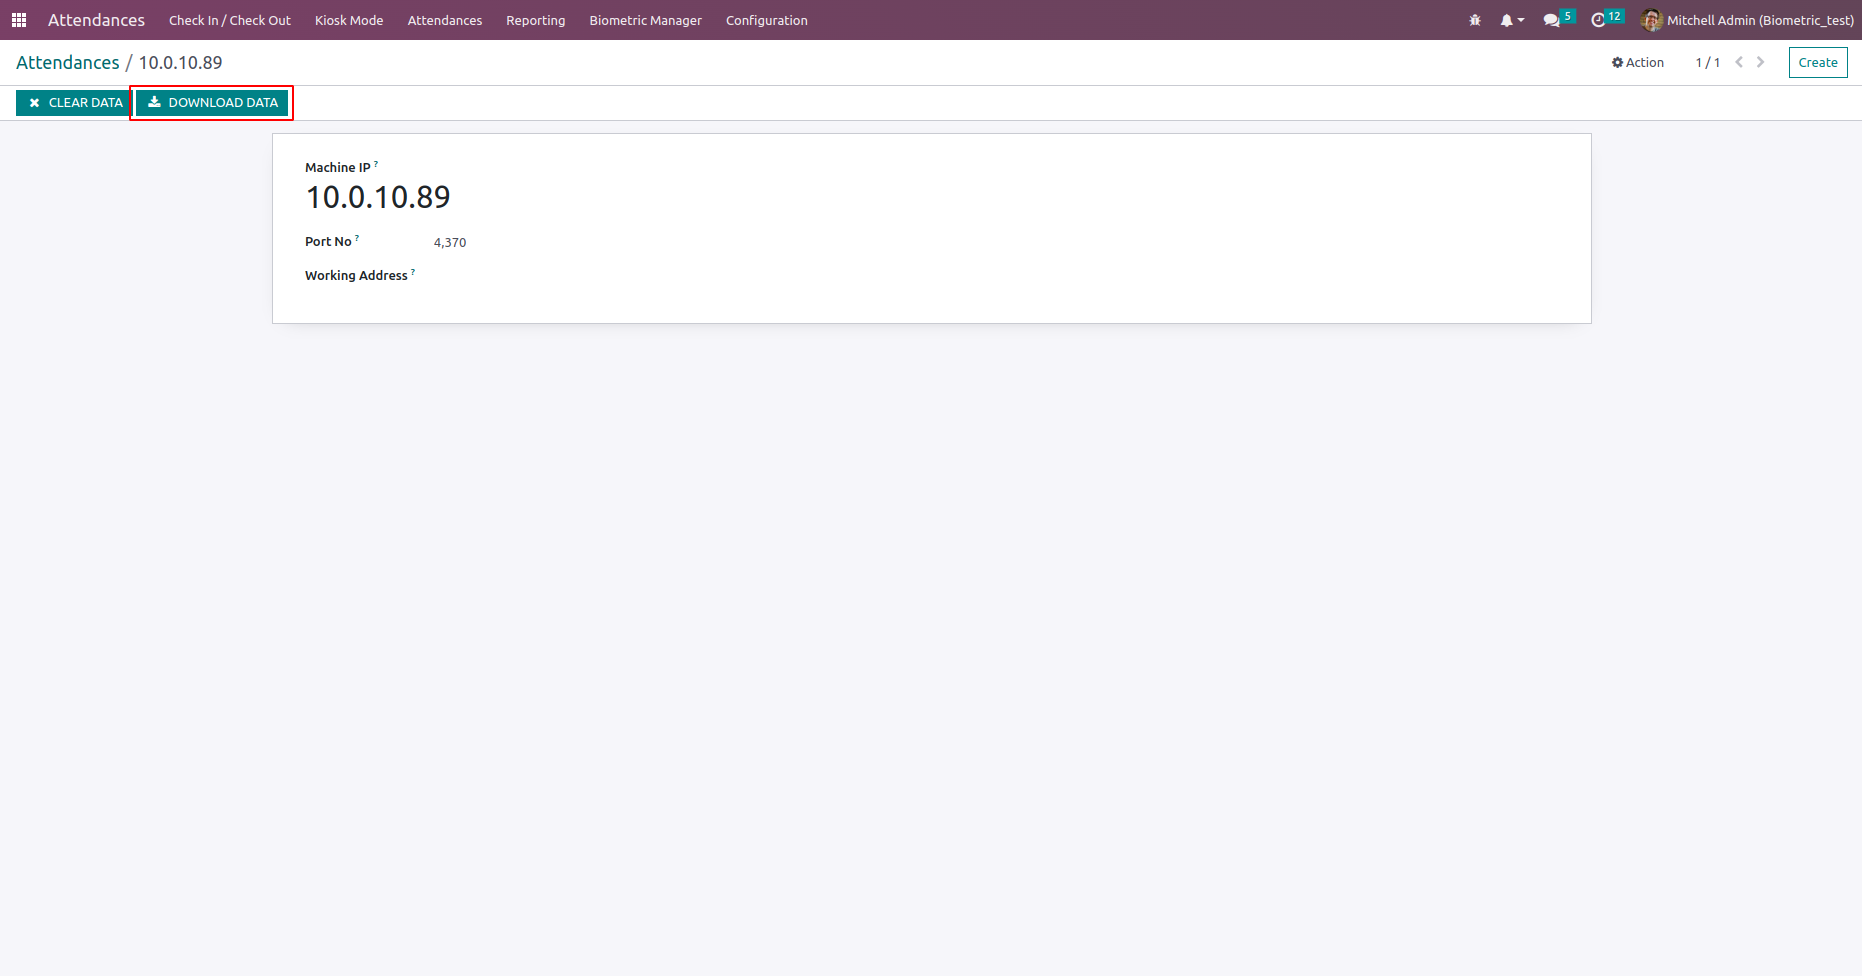 Attendances Check In / Check Out Kiosk Mode Attendances Reporting Biometric Manager Configuration 5 12 Mitchell Admin (Biometric_test)
Attendances / 10.0.10.89 Action 1 / 1 Create
CLEAR DATA DOWNLOAD DATA
Machine IP ?
10.0.10.89
Port No ? 4,370
Working Address ?